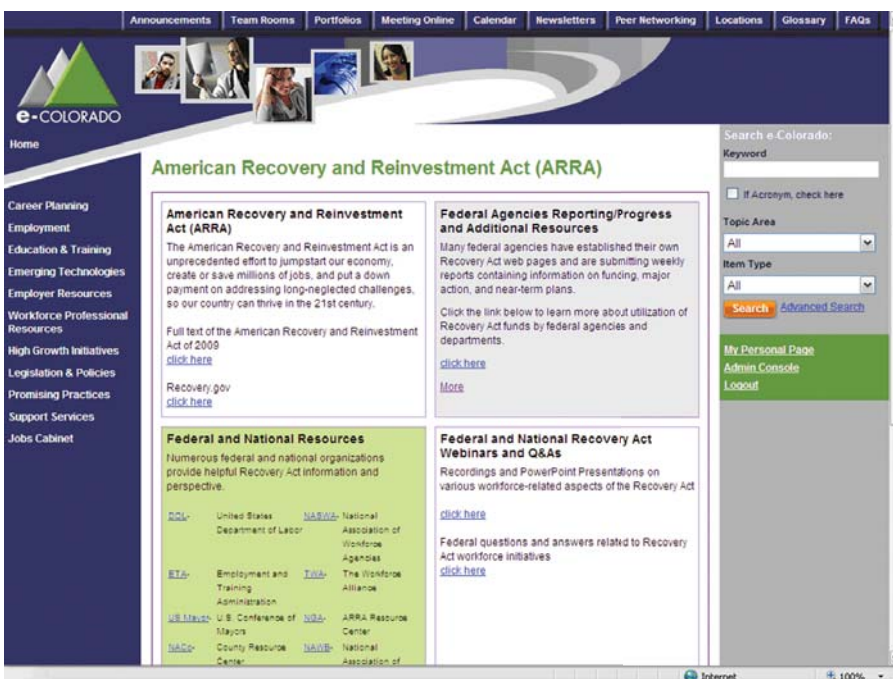 Announcements Team Rooms Portfolios Meeting Online Calendar Newsletters Peer Networking Locations Glossary FAQs
e-COLORADO
Home
Career Planning
Employment
Education & Training
Emerging Technologies
Employer Resources
Workforce Professional
Resources
High Growth Initiatives
Legislation & Policies
Promising Practices
Support Services
Jobs Cabinet
American Recovery and Reinvestment Act (ARRA)
American Recovery and Reinvestment
Act (ARRA)
The American Recovery and Reinvestment Act is an
unprecedented effort to jumpstart our economy,
create or save millions of jobs, and put a down
payment on addressing long-neglected challenges,
so our country can thrive in the 21st century.
Full text of the American Recovery and Reinvestment
Act of 2009
click here
Recovery.gov
click here
Federal Agencies Reporting/Progress
and Additional Resources
Many federal agencies have established their own
Recovery Act web pages and are submitting weekly
reports containing information on funding, major
action, and near-term plans.
Click the link below to learn more about utilization of
Recovery Act funds by federal agencies and
departments.
click here
More
Federal and National Resources
Numerous federal and national organizations
provide helpful Recovery Act information and
perspective.
DOL- United States NASWA- National
Department of Labor Association of
Workforce
Agencies
ETA- Employment and TWA- The Workforce
Training Alliance
Administration
US Mayor- U.S. Conference of NGA- ARRA Resource
Mayors Center
NACo- County Resource NAWB- National
Center Association of
Federal and National Recovery Act
Webinars and Q&As
Recordings and PowerPoint Presentations on
various workforce-related aspects of the Recovery Act
click here
Federal questions and answers related to Recovery
Act workforce initiatives
click here
Search e-Colorado:
Keyword
If Acronym, check here
Topic Area
All
Item Type
All
Search Advanced Search
My Personal Page
Admin Console
Logout
Internet 100%